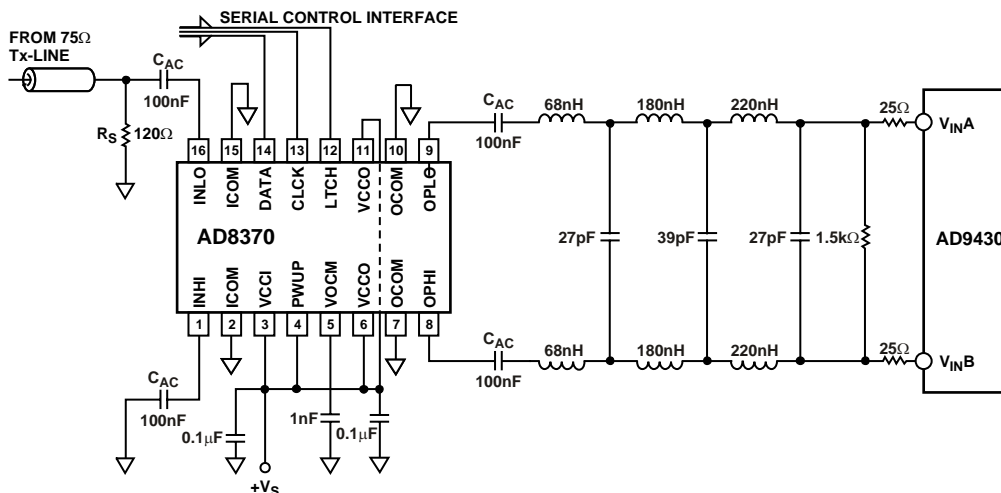 SERIAL CONTROL INTERFACE
FROM 75Ω
Tx-LINE
CAC
100nF
RS 120Ω
16 15 14 13 12 11 10 9
INLO ICOM DATA CLCK LTCH VCCO OCOM OPLO
AD8370
INHI ICOM VCCI PWUP VOCM VCCO OCOM OPHI
1 2 3 4 5 6 7 8
CAC
100nF
0.1μF
1nF
0.1μF
+VS
CAC
100nF
68nH 180nH 220nH
25Ω
VINA
27pF 39pF 27pF 1.5kΩ
AD9430
CAC
100nF
68nH 180nH 220nH
25Ω
VINB